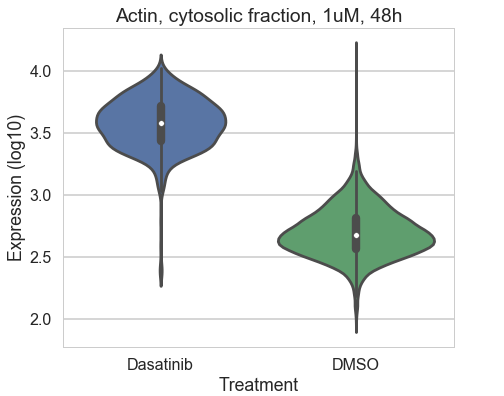 Actin, cytosolic fraction, 1uM, 48h
Expression (log10)
4.0
3.5
3.0
2.5
2.0
Dasatinib DMSO
Treatment